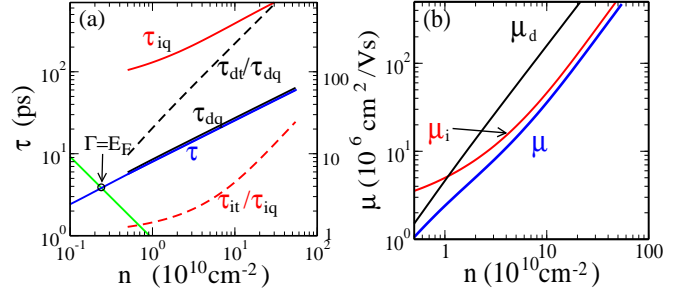 (a)
τ (ps)
10²
10¹
10⁰
τiq
τdt/τdq
τdq
τ
Γ=EF
τit/τiq
100
10
1
10⁻¹ 10⁰ 10¹ 10²
n (10¹⁰cm⁻²)
(b)
μ (10⁶ cm²/Vs)
10²
10¹
10⁰
μd
μi
μ
1 10 100
n (10¹⁰cm⁻²)